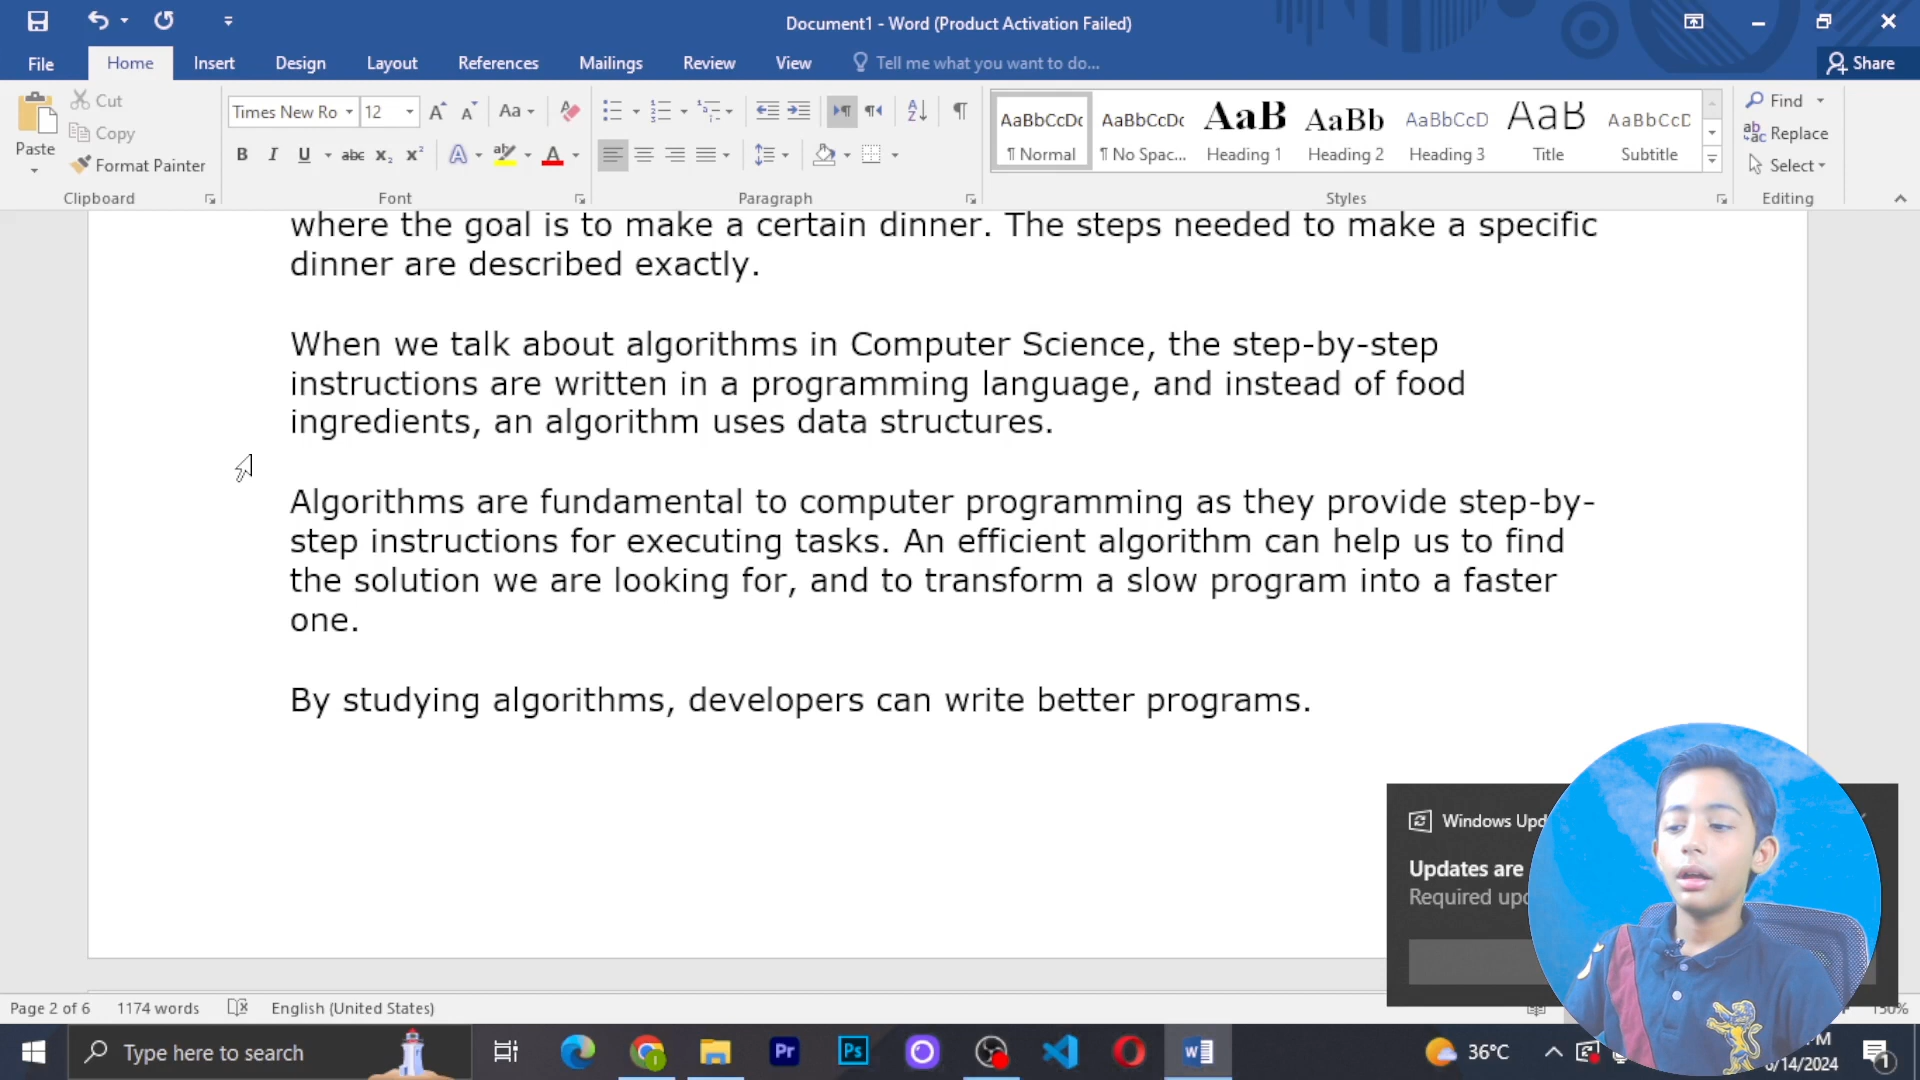 Document1 - Word (Product Activation Failed)
File Home Insert Design Layout References Mailings Review View Tell me what you want to do... Share
Paste
Cut
Copy
Format Painter
Clipboard
Times New Ro 12
Font
Paragraph
AaBbCcDc AaBbCcDc AaB AaBb AaBbCcD AaB AaBbCcD
¶ Normal ¶ No Spac... Heading 1 Heading 2 Heading 3 Title Subtitle
Styles
Find
Replace
Select
Editing
where the goal is to make a certain dinner. The steps needed to make a specific
dinner are described exactly.
When we talk about algorithms in Computer Science, the step-by-step
instructions are written in a programming language, and instead of food
ingredients, an algorithm uses data structures.
Algorithms are fundamental to computer programming as they provide step-by-
step instructions for executing tasks. An efficient algorithm can help us to find
the solution we are looking for, and to transform a slow program into a faster
one.
By studying algorithms, developers can write better programs.
Windows
Updates are
Required
Page 2 of 6 1174 words English (United States) 150%
Type here to search
Pr
Ps
36°C
6/14/2024
1